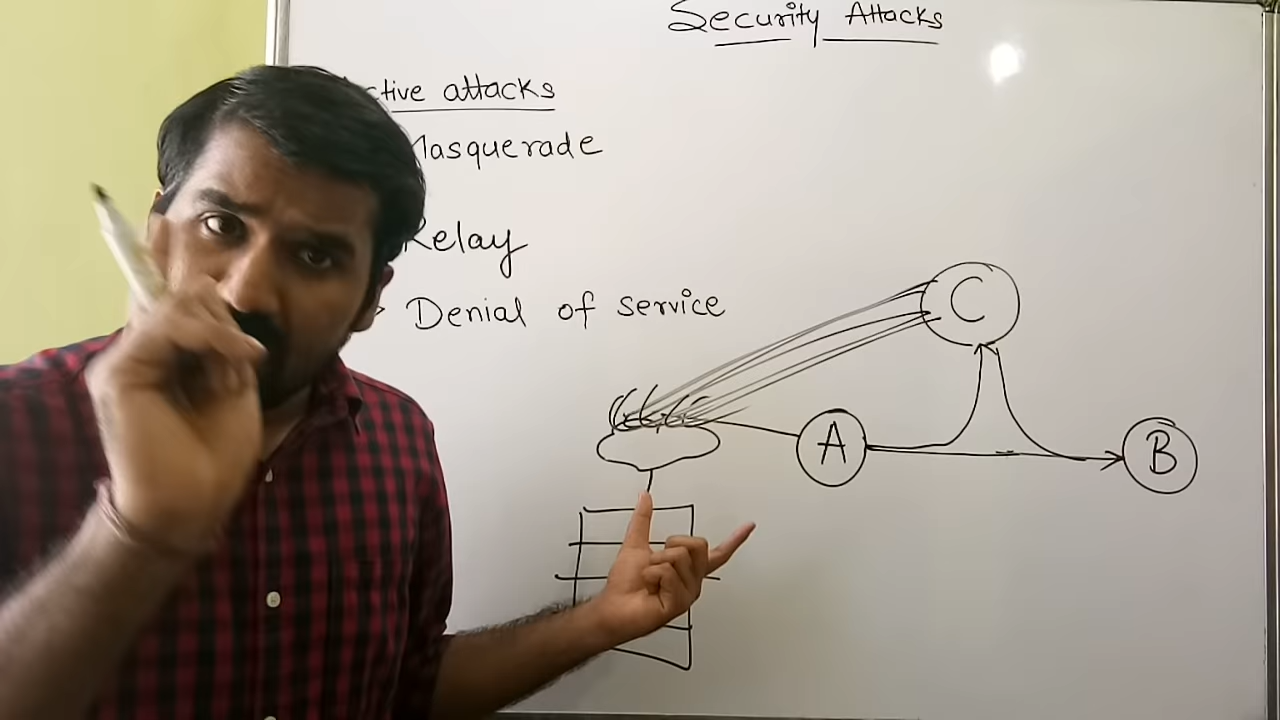 Security Attacks
ctive attacks
Masquerade
Relay
Denial of service
C
A
B